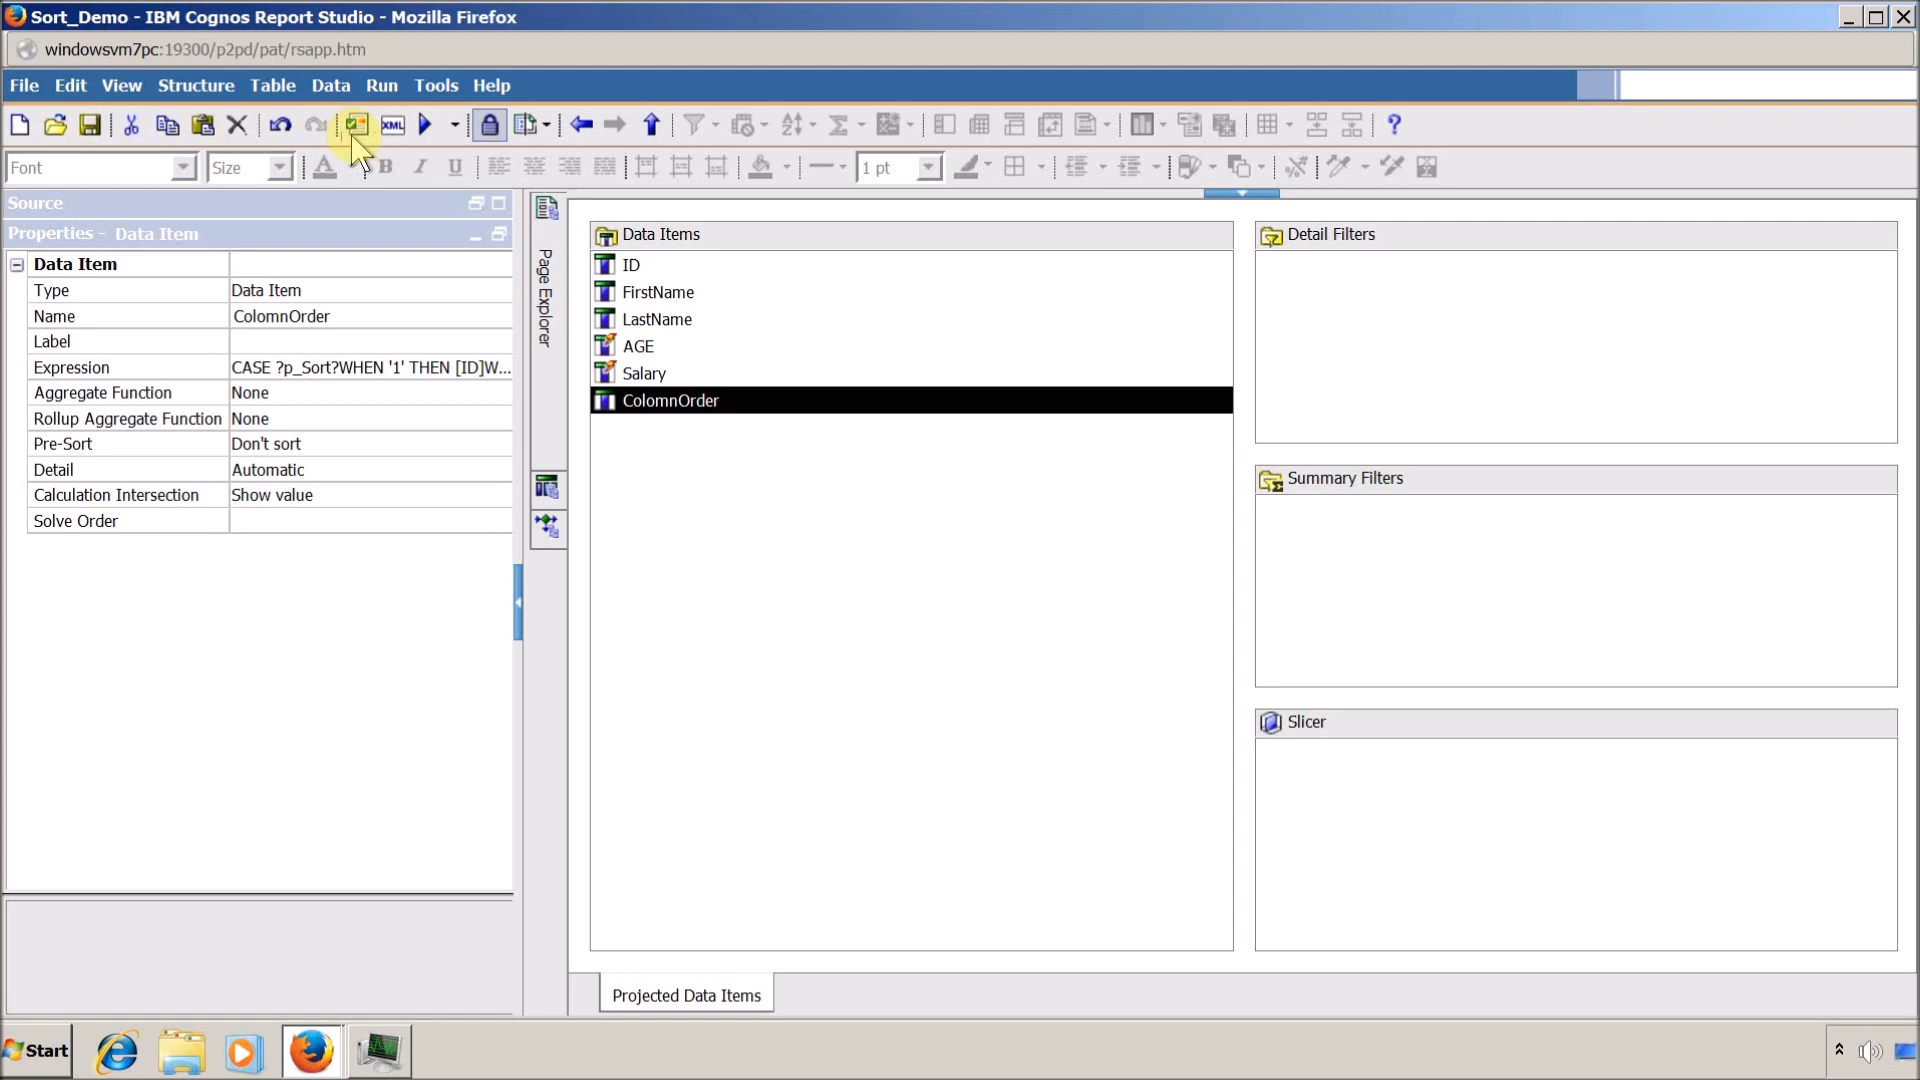 Sort_Demo - IBM Cognos Report Studio - Mozilla Firefox
windowsvm7pc:19300/p2pd/pat/rsapp.htm
File Edit View Structure Table Data Run Tools Help
XML
Font Size A B I U 1 pt
Source
Properties - Data Item
Data Item
Type Data Item
Name ColomnOrder
Label
Expression CASE ?p_Sort?WHEN '1' THEN [ID]W...
Aggregate Function None
Rollup Aggregate Function None
Pre-Sort Don't sort
Detail Automatic
Calculation Intersection Show value
Solve Order
Page Explorer
Data Items
ID
FirstName
LastName
AGE
Salary
ColomnOrder
Detail Filters
Summary Filters
Slicer
Projected Data Items
Start